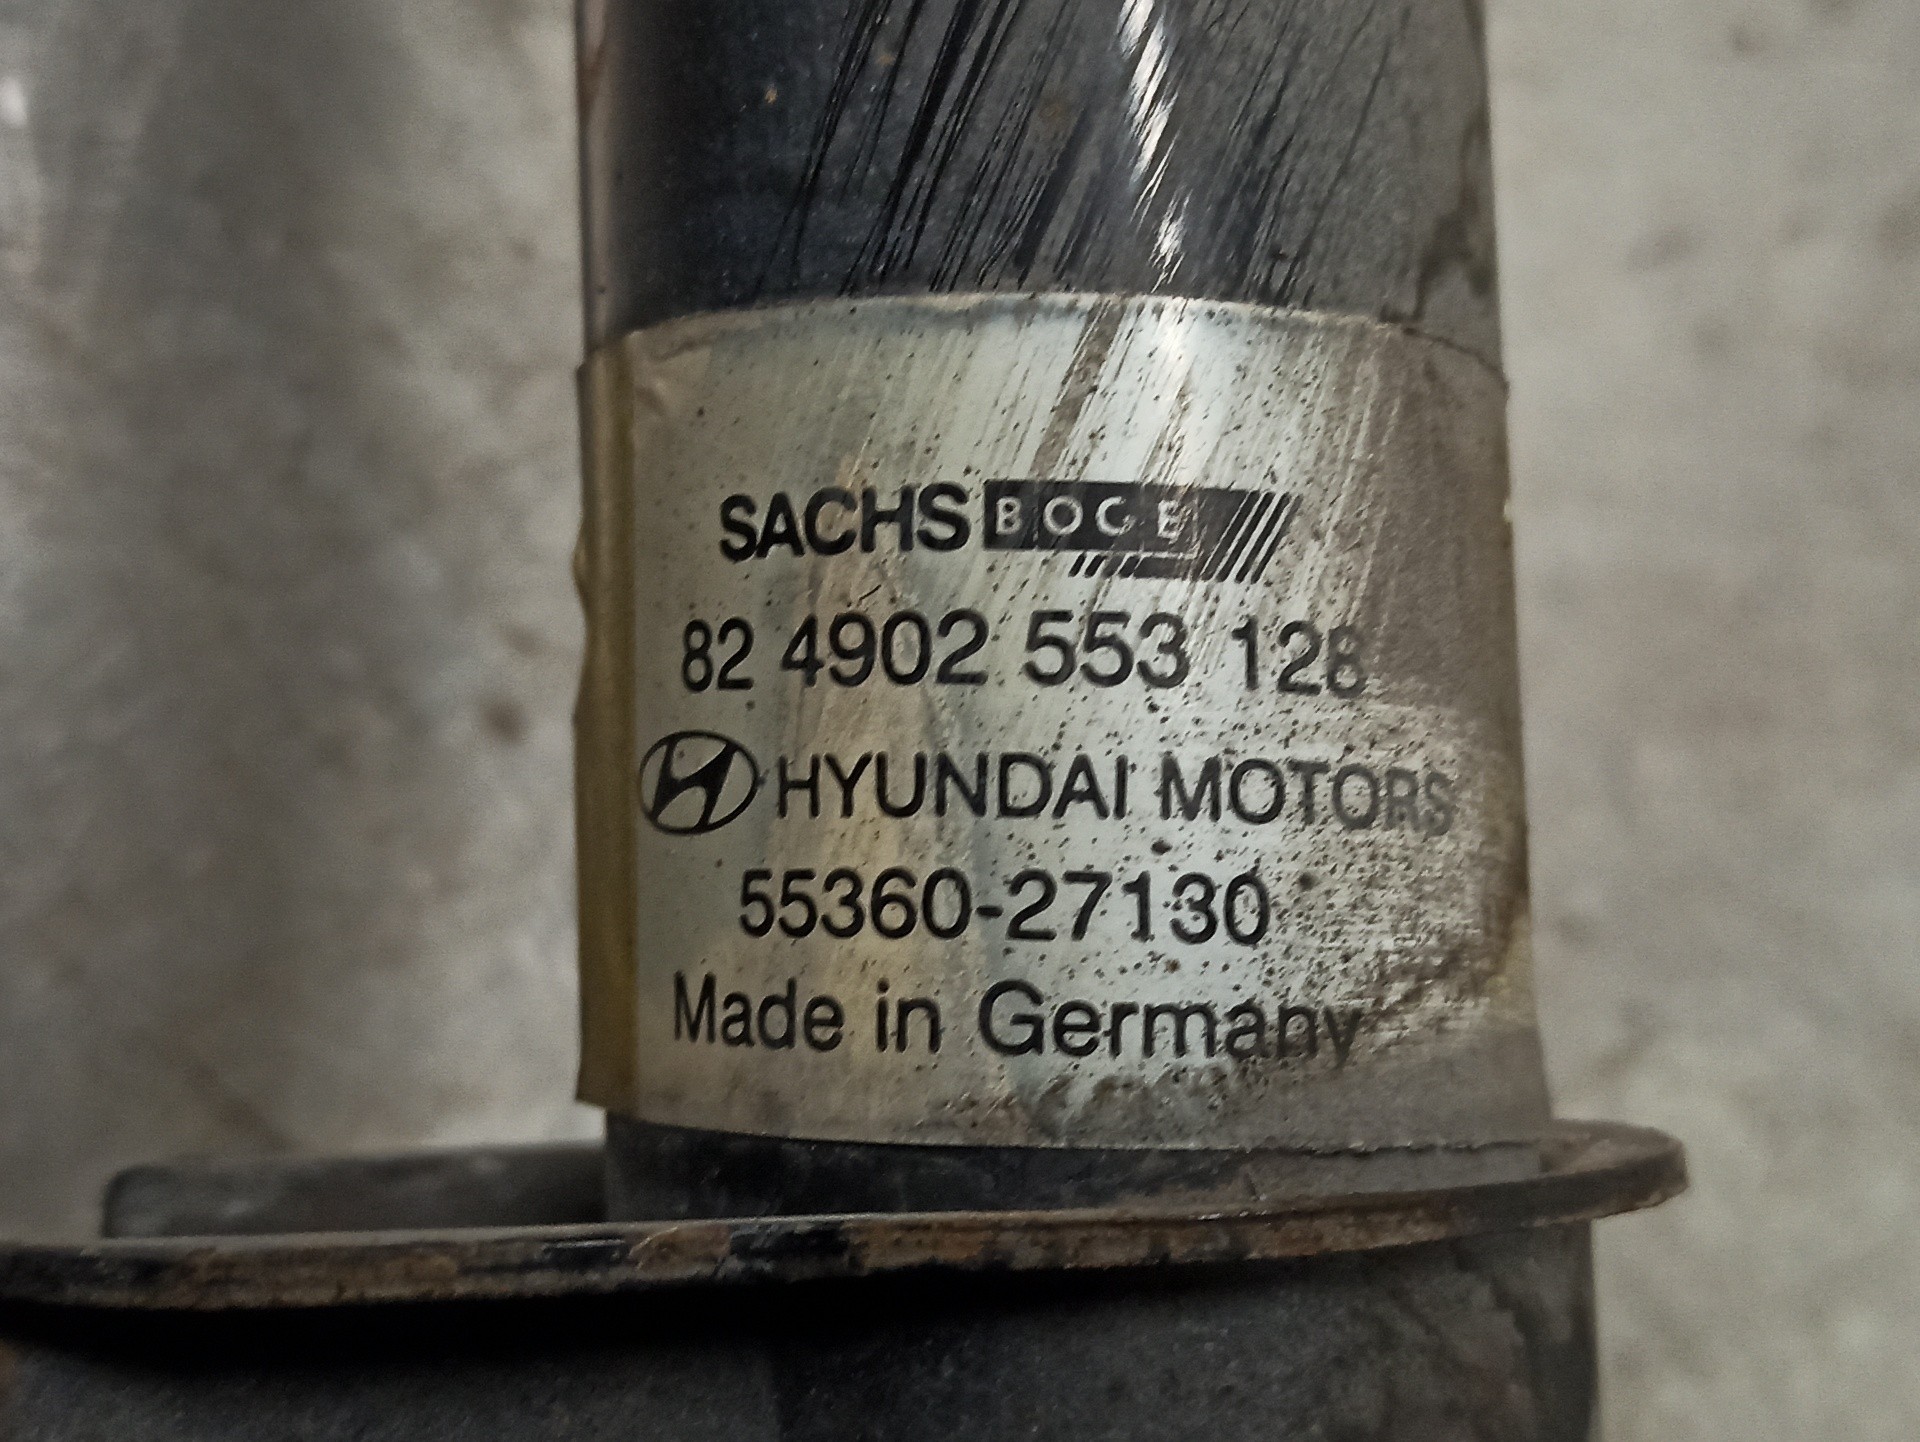 SACHS BOGE
82 4902 553 128
HYUNDAI MOTORS
55360-27130
Made in Germany